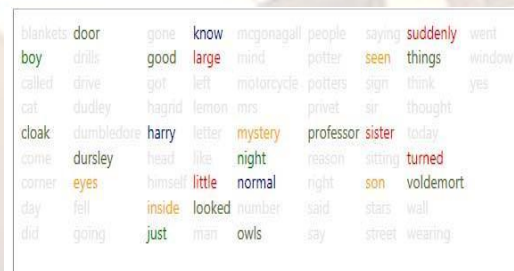 blankets door gone know mcgonagall people saying suddenly went
boy drills good large mind potter seen things window
called drive got left motorcycle potters sign think yes
cat dudley hagrid lemon mrs privet sir thought
cloak dumbledore harry letter mystery professor sister today
come dursley head like night reason sitting turned
corner eyes himself little normal right son voldemort
day fell inside looked number said stars wall
did going just man owls say street wearing